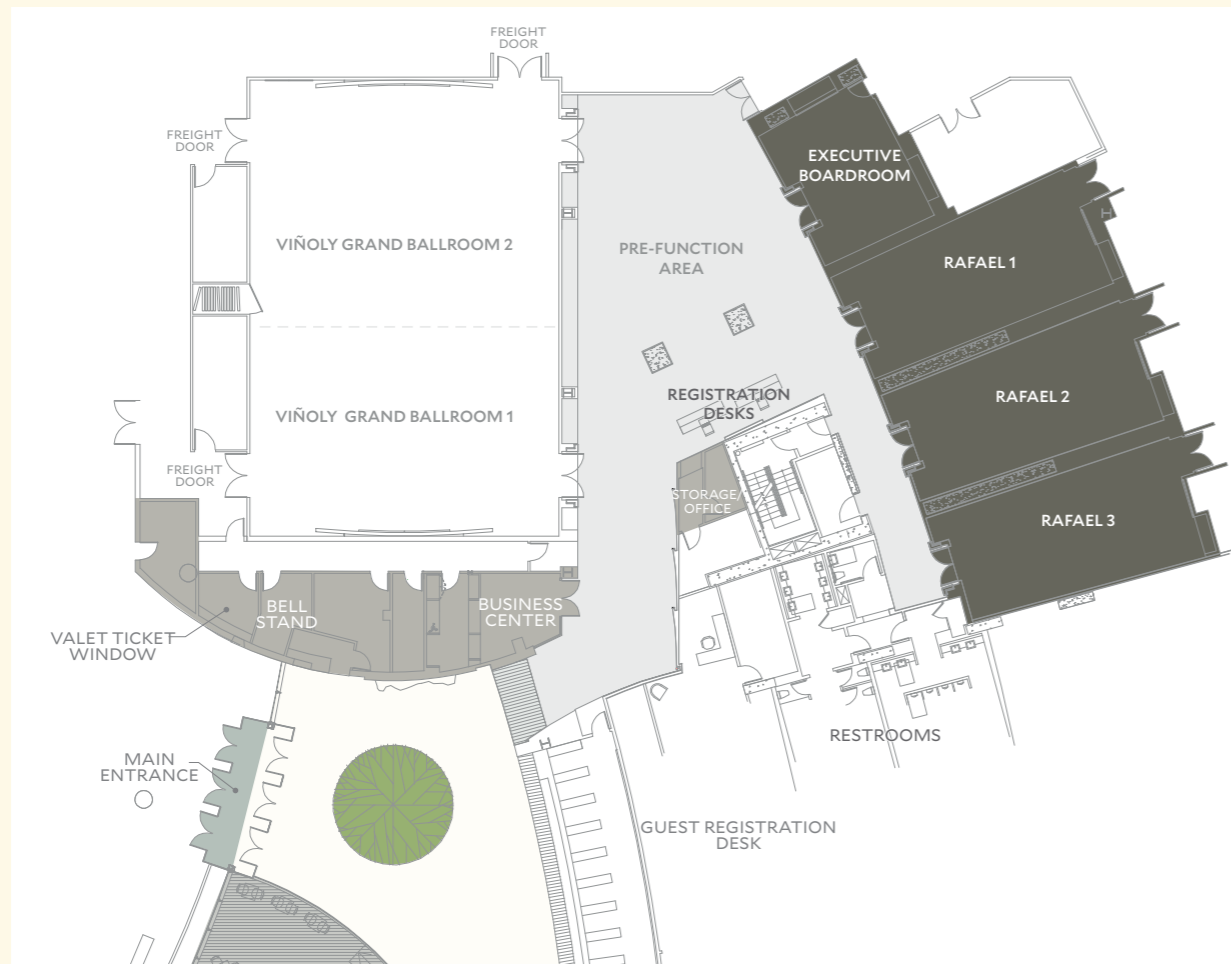 FREIGHT
DOOR
FREIGHT
DOOR
EXECUTIVE
BOARDROOM
VIÑOLY GRAND BALLROOM 2
PRE-FUNCTION
AREA
RAFAEL 1
REGISTRATION
DESKS
RAFAEL 2
VIÑOLY GRAND BALLROOM 1
FREIGHT
DOOR
STORAGE/
OFFICE
RAFAEL 3
BELL
STAND
BUSINESS
CENTER
VALET TICKET
WINDOW
RESTROOMS
MAIN
ENTRANCE
GUEST REGISTRATION
DESK